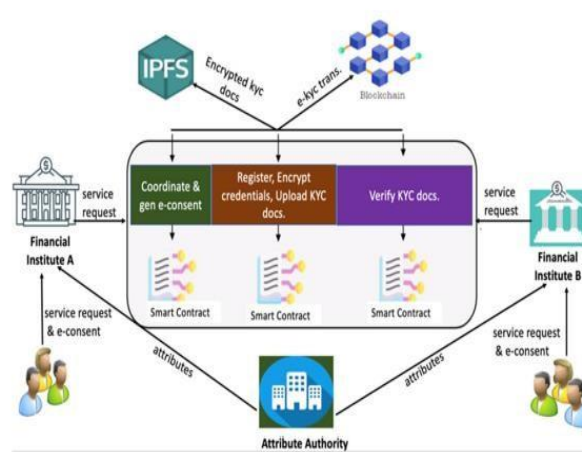 IPFS
Encrypted kyc
docs
e-kyc trans.
Blockchain
Coordinate &
gen e-consent
Register, Encrypt
credentials, Upload KYC
docs.
Verify KYC docs.
service
request
service
request
Financial
Institute A
Financial
Institute B
Smart Contract
Smart Contract
Smart Contract
service request
& e-consent
service request
& e-consent
attributes
attributes
Attribute Authority